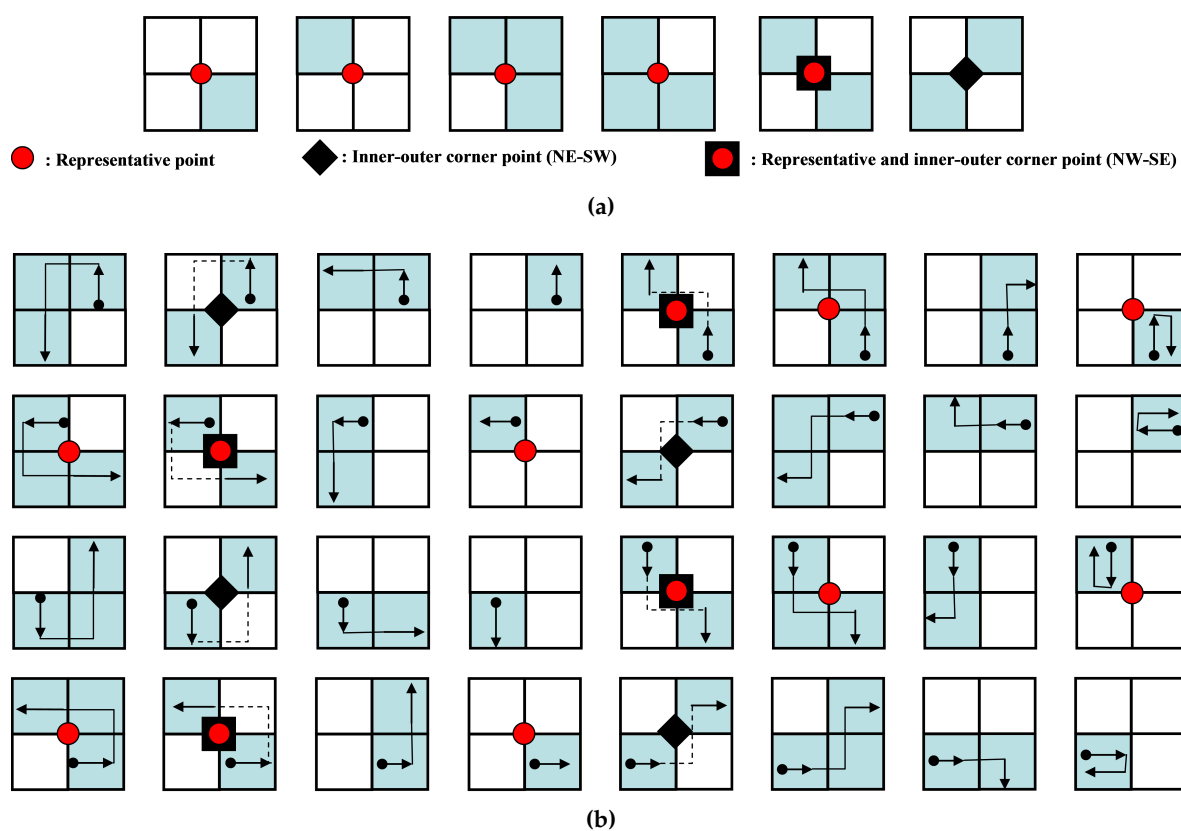 (a)
: Representative point
: Inner-outer corner point (NE-SW)
: Representative and inner-outer corner point (NW-SE)
(b)